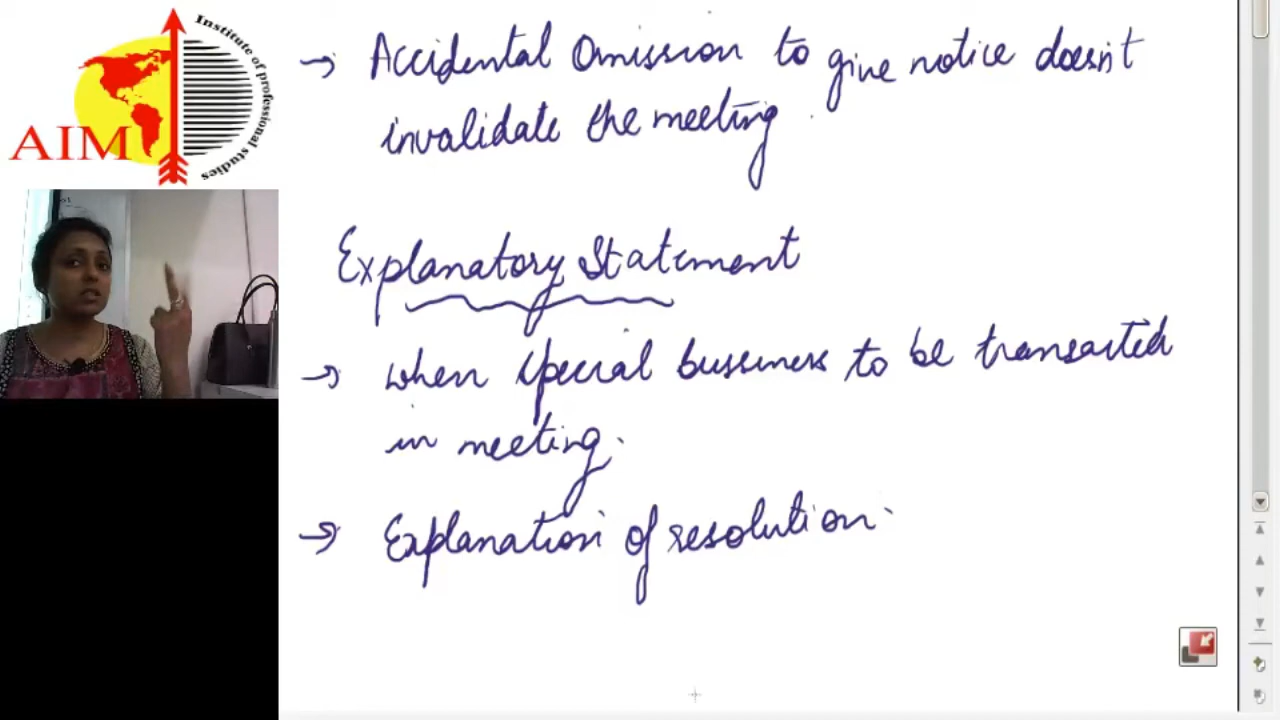 AIM
Institute of professional studies
→ Accidental Omission to give notice doesn't
invalidate the meeting.
Explanatory Statement
→ when special bussiness to be transacted
in meeting.
→ Explanation of resolution.